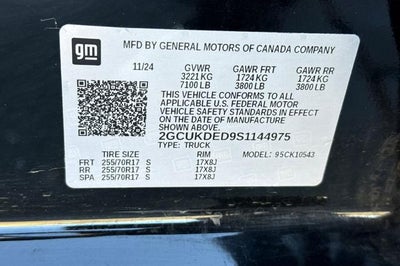 gm
MFD BY GENERAL MOTORS OF CANADA COMPANY
11/24 GVWR GAWR FRT GAWR RR
3221 KG 1724 KG 1724 KG
7100 LB 3800 LB 3800 LB
THIS VEHICLE CONFORMS TO ALL
APPLICABLE U.S. FEDERAL MOTOR
VEHICLE SAFETY STANDARDS IN EFFECT
ON THE DATE OF MANUFACTURE SHOWN ABOVE.
2GCUKDED9S1144975
TYPE: TRUCK
TIRE SIZE RIM MODEL: 95CK10543
FRT 255/70R17 S 17X8J
RR 255/70R17 S 17X8J
SPA 255/70R17 S 17X8J